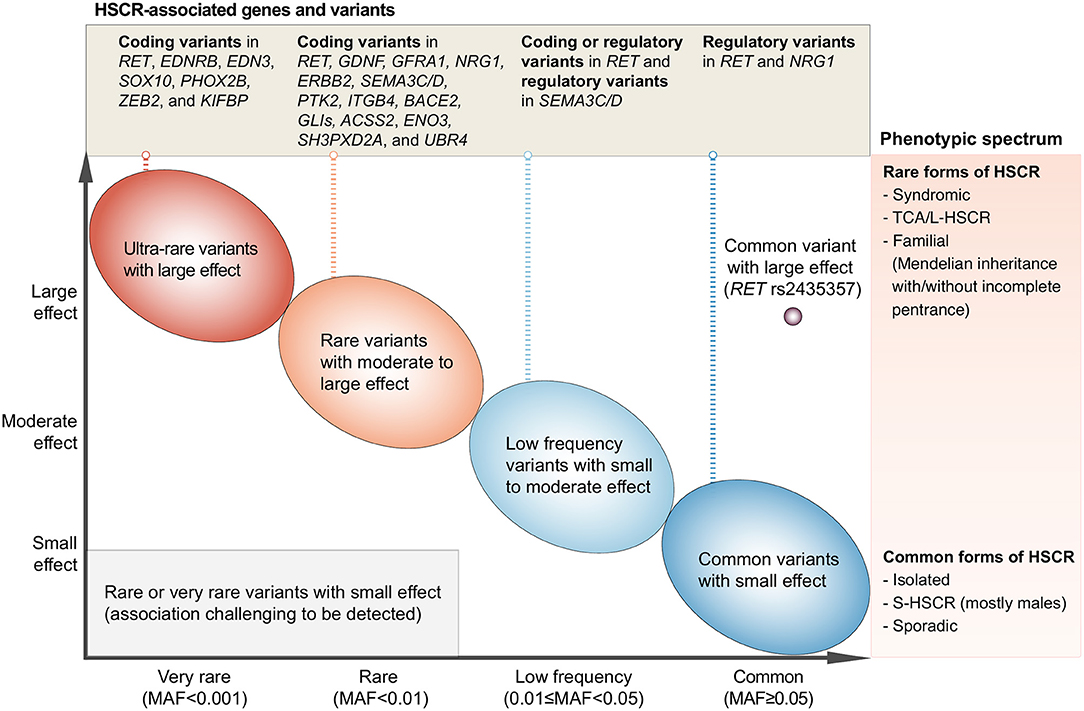 HSCR-associated genes and variants
Coding variants in
RET, EDNRB, EDN3,
SOX10, PHOX2B,
ZEB2, and KIFBP
Coding variants in
RET, GDNF, GFRA1, NRG1,
ERBB2, SEMA3C/D,
PTK2, ITGB4, BACE2,
GLIs, ACSS2, ENO3,
SH3PXD2A, and UBR4
Coding or regulatory
variants in RET and
regulatory variants
in SEMA3C/D
Regulatory variants
in RET and NRG1
Phenotypic spectrum
Rare forms of HSCR
- Syndromic
- TCA/L-HSCR
- Familial
(Mendelian inheritance
with/without incomplete
pentrance)
Common forms of HSCR
- Isolated
- S-HSCR (mostly males)
- Sporadic
Large
effect
Moderate
effect
Small
effect
Ultra-rare variants
with large effect
Rare variants
with moderate to
large effect
Low frequency
variants with small
to moderate effect
Common variants
with small effect
Common variant
with large effect
(RET rs2435357)
Rare or very rare variants with small effect
(association challenging to be detected)
Very rare
(MAF<0.001)
Rare
(MAF<0.01)
Low frequency
(0.01≤MAF<0.05)
Common
(MAF≥0.05)